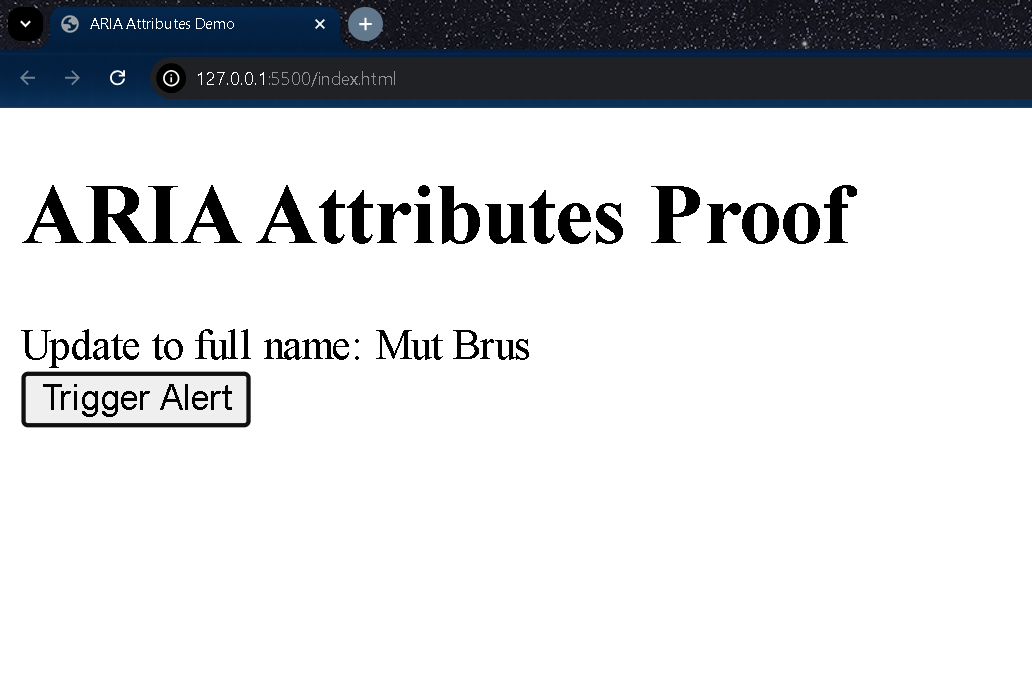 ARIA Attributes Demo
127.0.0.1:5500/index.html
ARIA Attributes Proof
Update to full name: Mut Brus
Trigger Alert